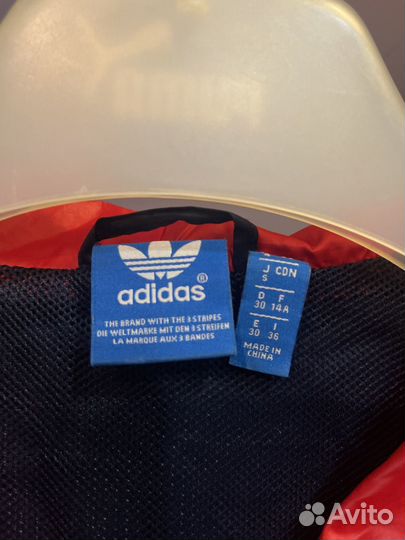 adidas®
THE BRAND WITH THE 3 STRIPES
DIE WELTMARKE MIT DEN 3 STREIFEN
LA MARQUE AUX 3 BANDES
J CDN
S
D F
30 14A
E I
30 36
MADE IN
CHINA
Avito